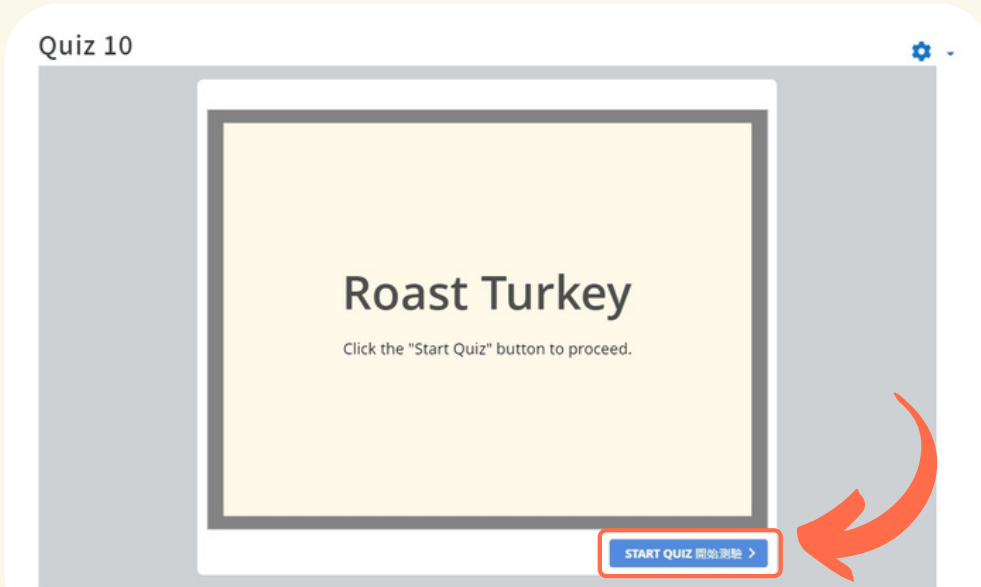 Quiz 10
Roast Turkey
Click the "Start Quiz" button to proceed.
START QUIZ 開始測驗